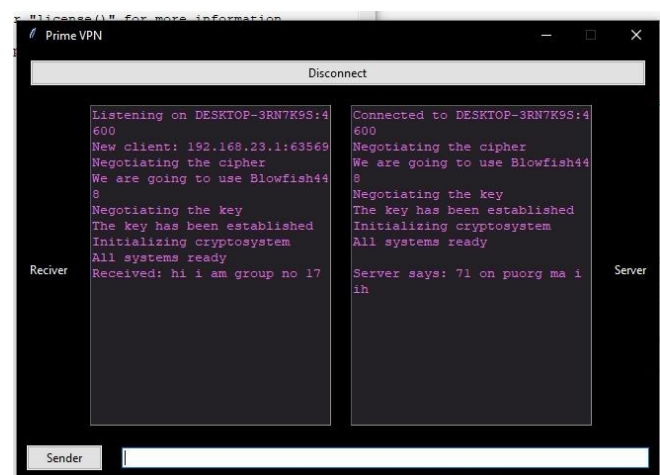 r "license()" for more information
Prime VPN
Disconnect
Listening on DESKTOP-3RN7K9S:4
600
New client: 192.168.23.1:63569
Negotiating the cipher
We are going to use Blowfish44
8
Negotiating the key
The key has been established
Initializing cryptosystem
All systems ready
Received: hi i am group no 17
Connected to DESKTOP-3RN7K9S:4
600
Negotiating the cipher
We are going to use Blowfish44
8
Negotiating the key
The key has been established
Initializing cryptosystem
All systems ready
Server says: 71 on puorg ma i
ih
Reciver
Server
Sender